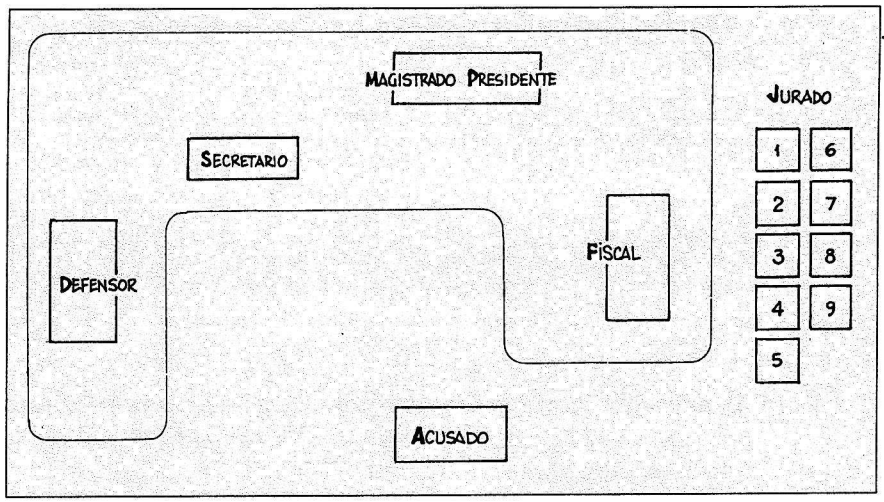 MAGISTRADO PRESIDENTE
JURADO
SECRETARIO
1 6
2 7
3 8
4 9
5
FISCAL
DEFENSOR
ACUSADO